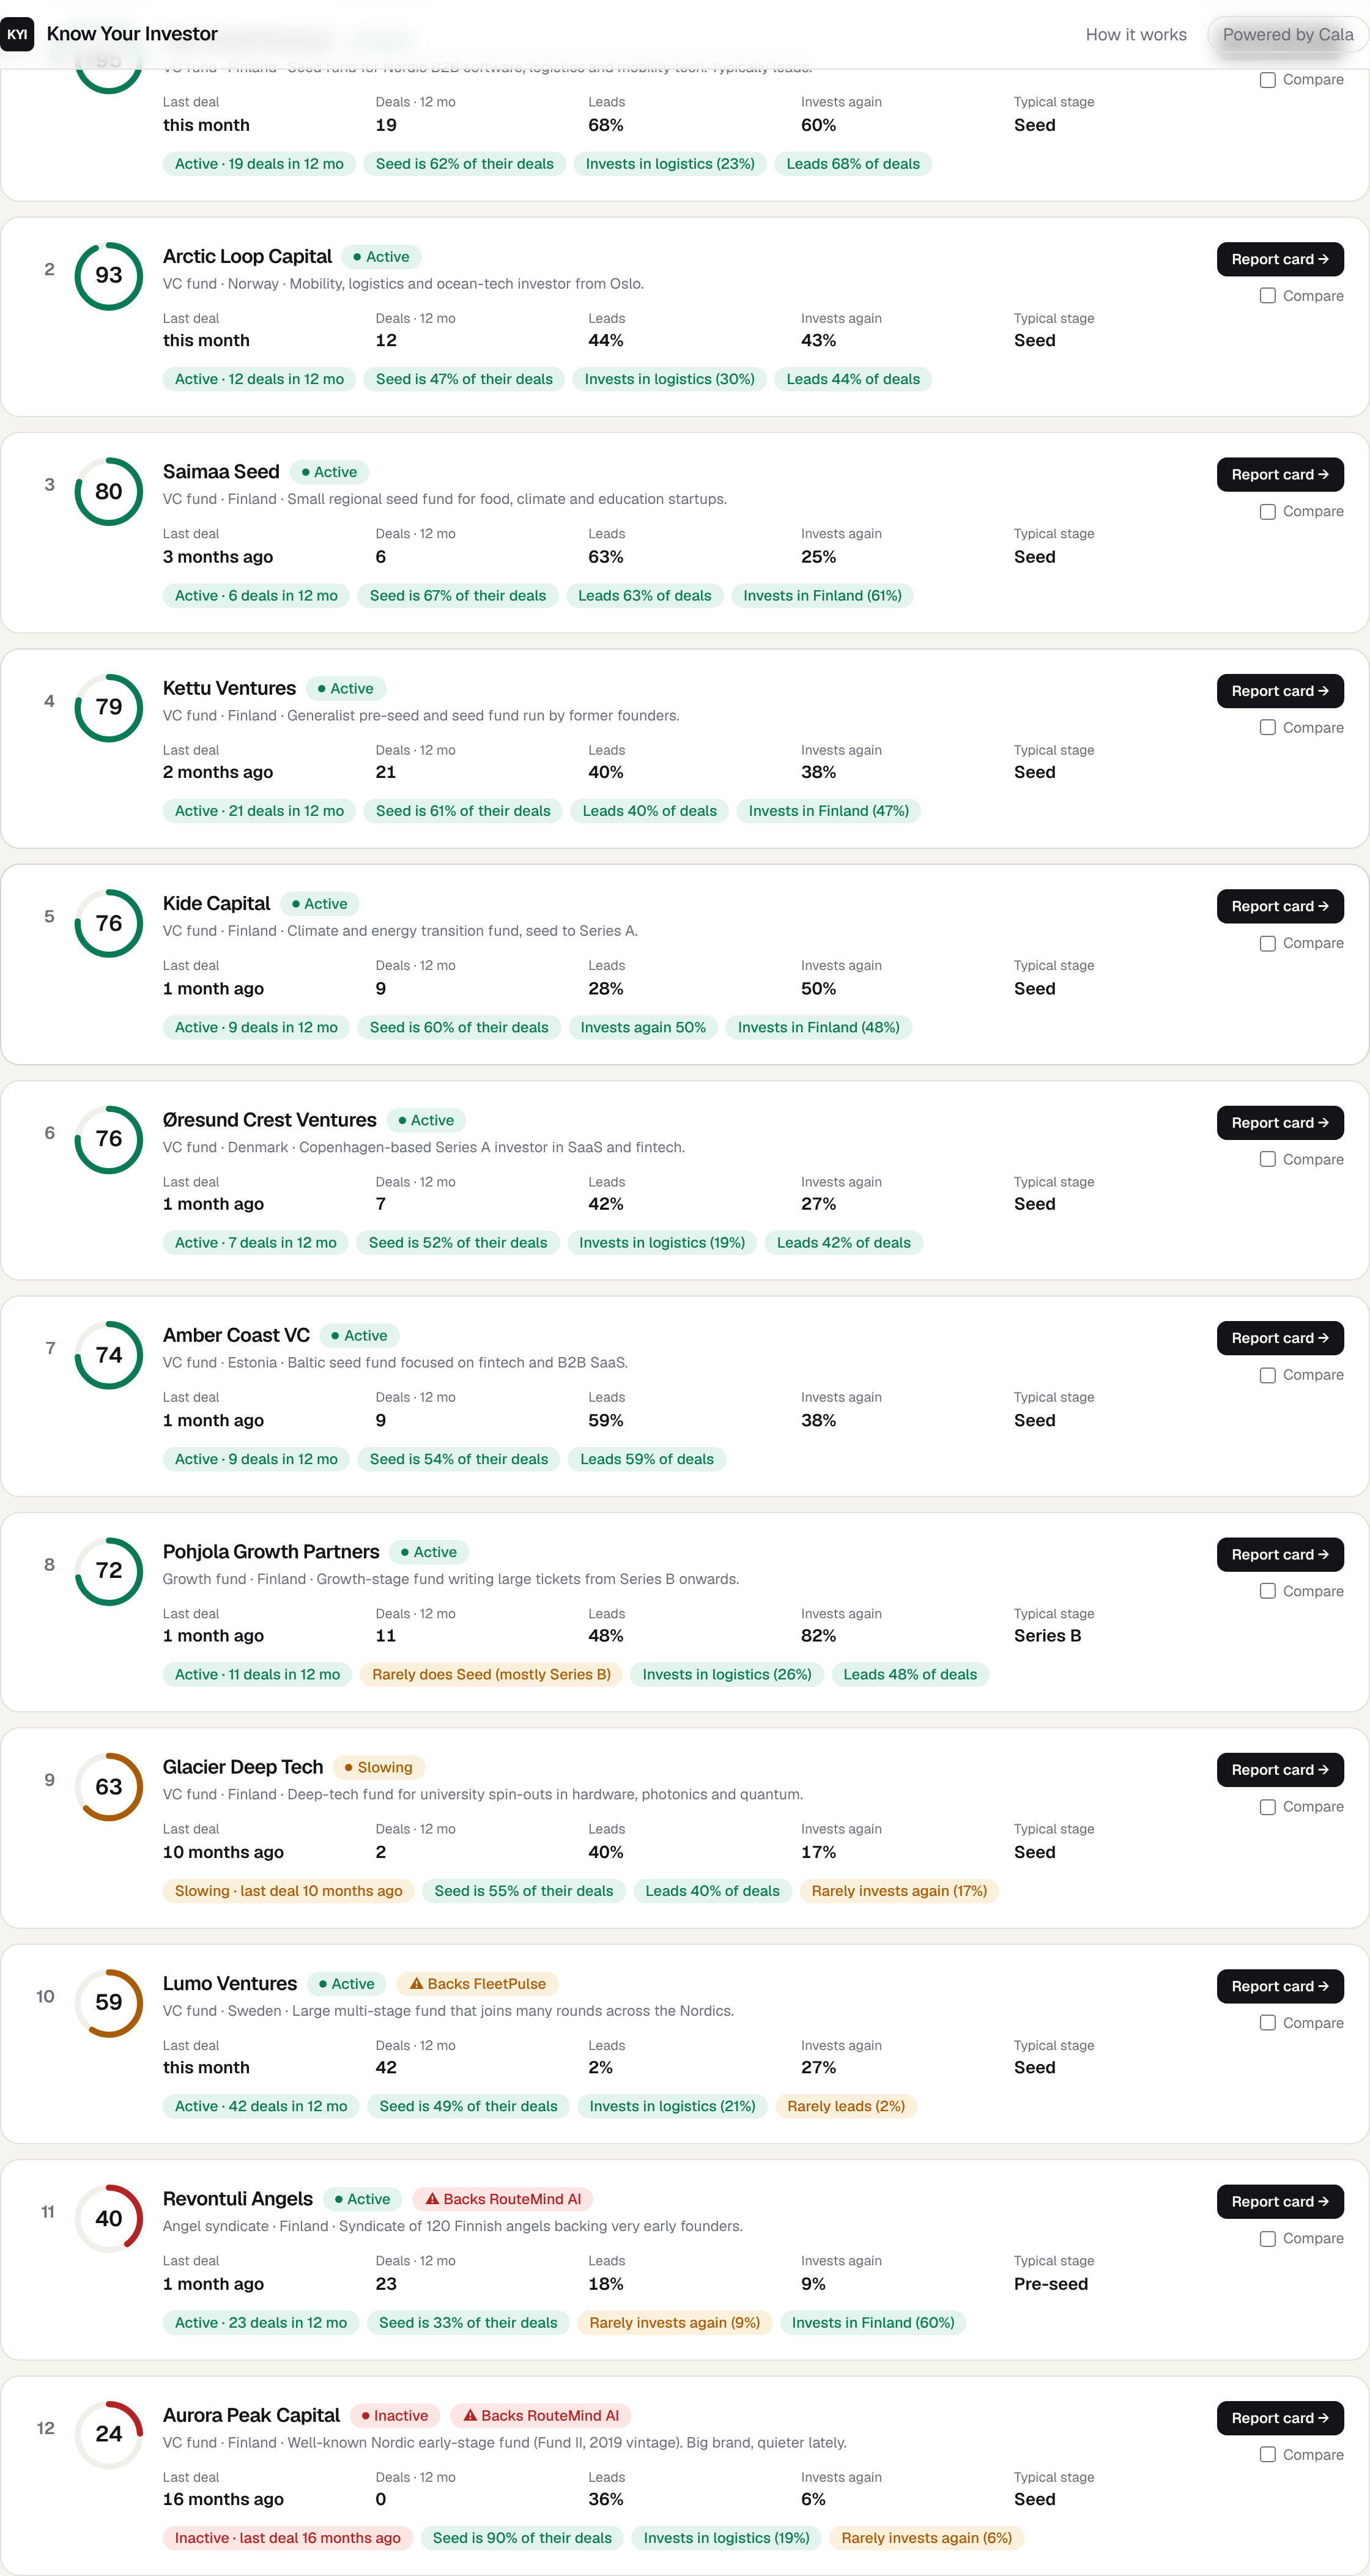 KYI Know Your Investor How it works Powered by Cala
95
VC fund · Finland · Seed fund for Nordic B2B software, logistics and mobility tech. Typically leads.
Compare
Last deal Deals · 12 mo Leads Invests again Typical stage
this month 19 68% 60% Seed
Active · 19 deals in 12 mo Seed is 62% of their deals Invests in logistics (23%) Leads 68% of deals
2 93 Arctic Loop Capital Active Report card →
VC fund · Norway · Mobility, logistics and ocean-tech investor from Oslo.
Compare
Last deal Deals · 12 mo Leads Invests again Typical stage
this month 12 44% 43% Seed
Active · 12 deals in 12 mo Seed is 47% of their deals Invests in logistics (30%) Leads 44% of deals
3 80 Saimaa Seed Active Report card →
VC fund · Finland · Small regional seed fund for food, climate and education startups.
Compare
Last deal Deals · 12 mo Leads Invests again Typical stage
3 months ago 6 63% 25% Seed
Active · 6 deals in 12 mo Seed is 67% of their deals Leads 63% of deals Invests in Finland (61%)
4 79 Kettu Ventures Active Report card →
VC fund · Finland · Generalist pre-seed and seed fund run by former founders.
Compare
Last deal Deals · 12 mo Leads Invests again Typical stage
2 months ago 21 40% 38% Seed
Active · 21 deals in 12 mo Seed is 61% of their deals Leads 40% of deals Invests in Finland (47%)
5 76 Kide Capital Active Report card →
VC fund · Finland · Climate and energy transition fund, seed to Series A.
Compare
Last deal Deals · 12 mo Leads Invests again Typical stage
1 month ago 9 28% 50% Seed
Active · 9 deals in 12 mo Seed is 60% of their deals Invests again 50% Invests in Finland (48%)
6 76 Øresund Crest Ventures Active Report card →
VC fund · Denmark · Copenhagen-based Series A investor in SaaS and fintech.
Compare
Last deal Deals · 12 mo Leads Invests again Typical stage
1 month ago 7 42% 27% Seed
Active · 7 deals in 12 mo Seed is 52% of their deals Invests in logistics (19%) Leads 42% of deals
7 74 Amber Coast VC Active Report card →
VC fund · Estonia · Baltic seed fund focused on fintech and B2B SaaS.
Compare
Last deal Deals · 12 mo Leads Invests again Typical stage
1 month ago 9 59% 38% Seed
Active · 9 deals in 12 mo Seed is 54% of their deals Leads 59% of deals
8 72 Pohjola Growth Partners Active Report card →
Growth fund · Finland · Growth-stage fund writing large tickets from Series B onwards.
Compare
Last deal Deals · 12 mo Leads Invests again Typical stage
1 month ago 11 48% 82% Series B
Active · 11 deals in 12 mo Rarely does Seed (mostly Series B) Invests in logistics (26%) Leads 48% of deals
9 63 Glacier Deep Tech Slowing Report card →
VC fund · Finland · Deep-tech fund for university spin-outs in hardware, photonics and quantum.
Compare
Last deal Deals · 12 mo Leads Invests again Typical stage
10 months ago 2 40% 17% Seed
Slowing · last deal 10 months ago Seed is 55% of their deals Leads 40% of deals Rarely invests again (17%)
10 59 Lumo Ventures Active Backs FleetPulse Report card →
VC fund · Sweden · Large multi-stage fund that joins many rounds across the Nordics.
Compare
Last deal Deals · 12 mo Leads Invests again Typical stage
this month 42 2% 27% Seed
Active · 42 deals in 12 mo Seed is 49% of their deals Invests in logistics (21%) Rarely leads (2%)
11 40 Revontuli Angels Active Backs RouteMind AI Report card →
Angel syndicate · Finland · Syndicate of 120 Finnish angels backing very early founders.
Compare
Last deal Deals · 12 mo Leads Invests again Typical stage
1 month ago 23 18% 9% Pre-seed
Active · 23 deals in 12 mo Seed is 33% of their deals Rarely invests again (9%) Invests in Finland (60%)
12 24 Aurora Peak Capital Inactive Backs RouteMind AI Report card →
VC fund · Finland · Well-known Nordic early-stage fund (Fund II, 2019 vintage). Big brand, quieter lately.
Compare
Last deal Deals · 12 mo Leads Invests again Typical stage
16 months ago 0 36% 6% Seed
Inactive · last deal 16 months ago Seed is 90% of their deals Invests in logistics (19%) Rarely invests again (6%)